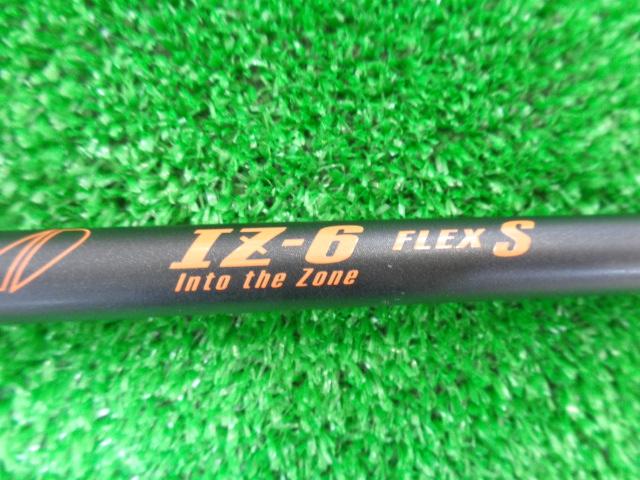 IZ-6 FLEX S
Into the Zone